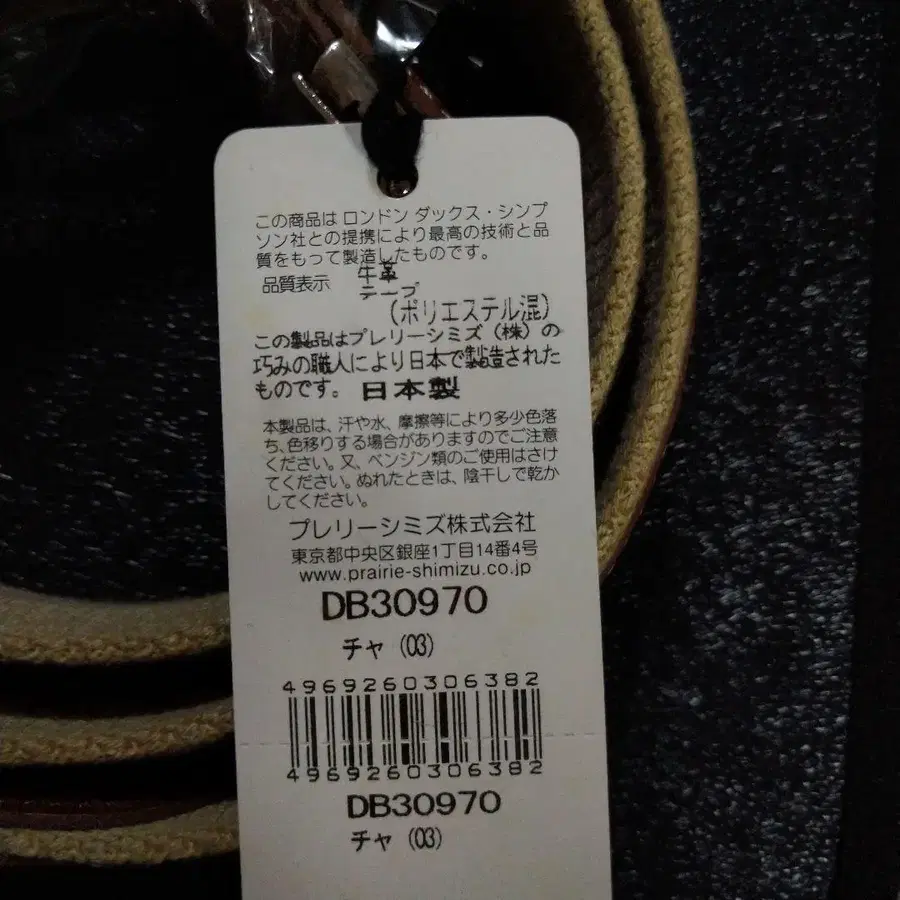 この商品は ロンドン ダックス・シンプ
ソン社との提携により最高の技術と品
質をもって製造したものです。
品質表示 牛革
テープ
(ポリエステル混)
この製品はプレリーシミズ(株)の
巧みの職人により日本で製造された
ものです。 日本製
本製品は、汗や水、摩擦等により多少色落
ち、色移りする場合がありますのでご注意
ください。又、ベンジン類のご使用はさけ
てください。ぬれたときは、陰干しで乾か
してください。
プレリーシミズ株式会社
東京都中央区銀座1丁目14番4号
www.prairie-shimizu.co.jp
DB30970
チャ (03)
4969260306382
4969260306382
DB30970
チャ (03)